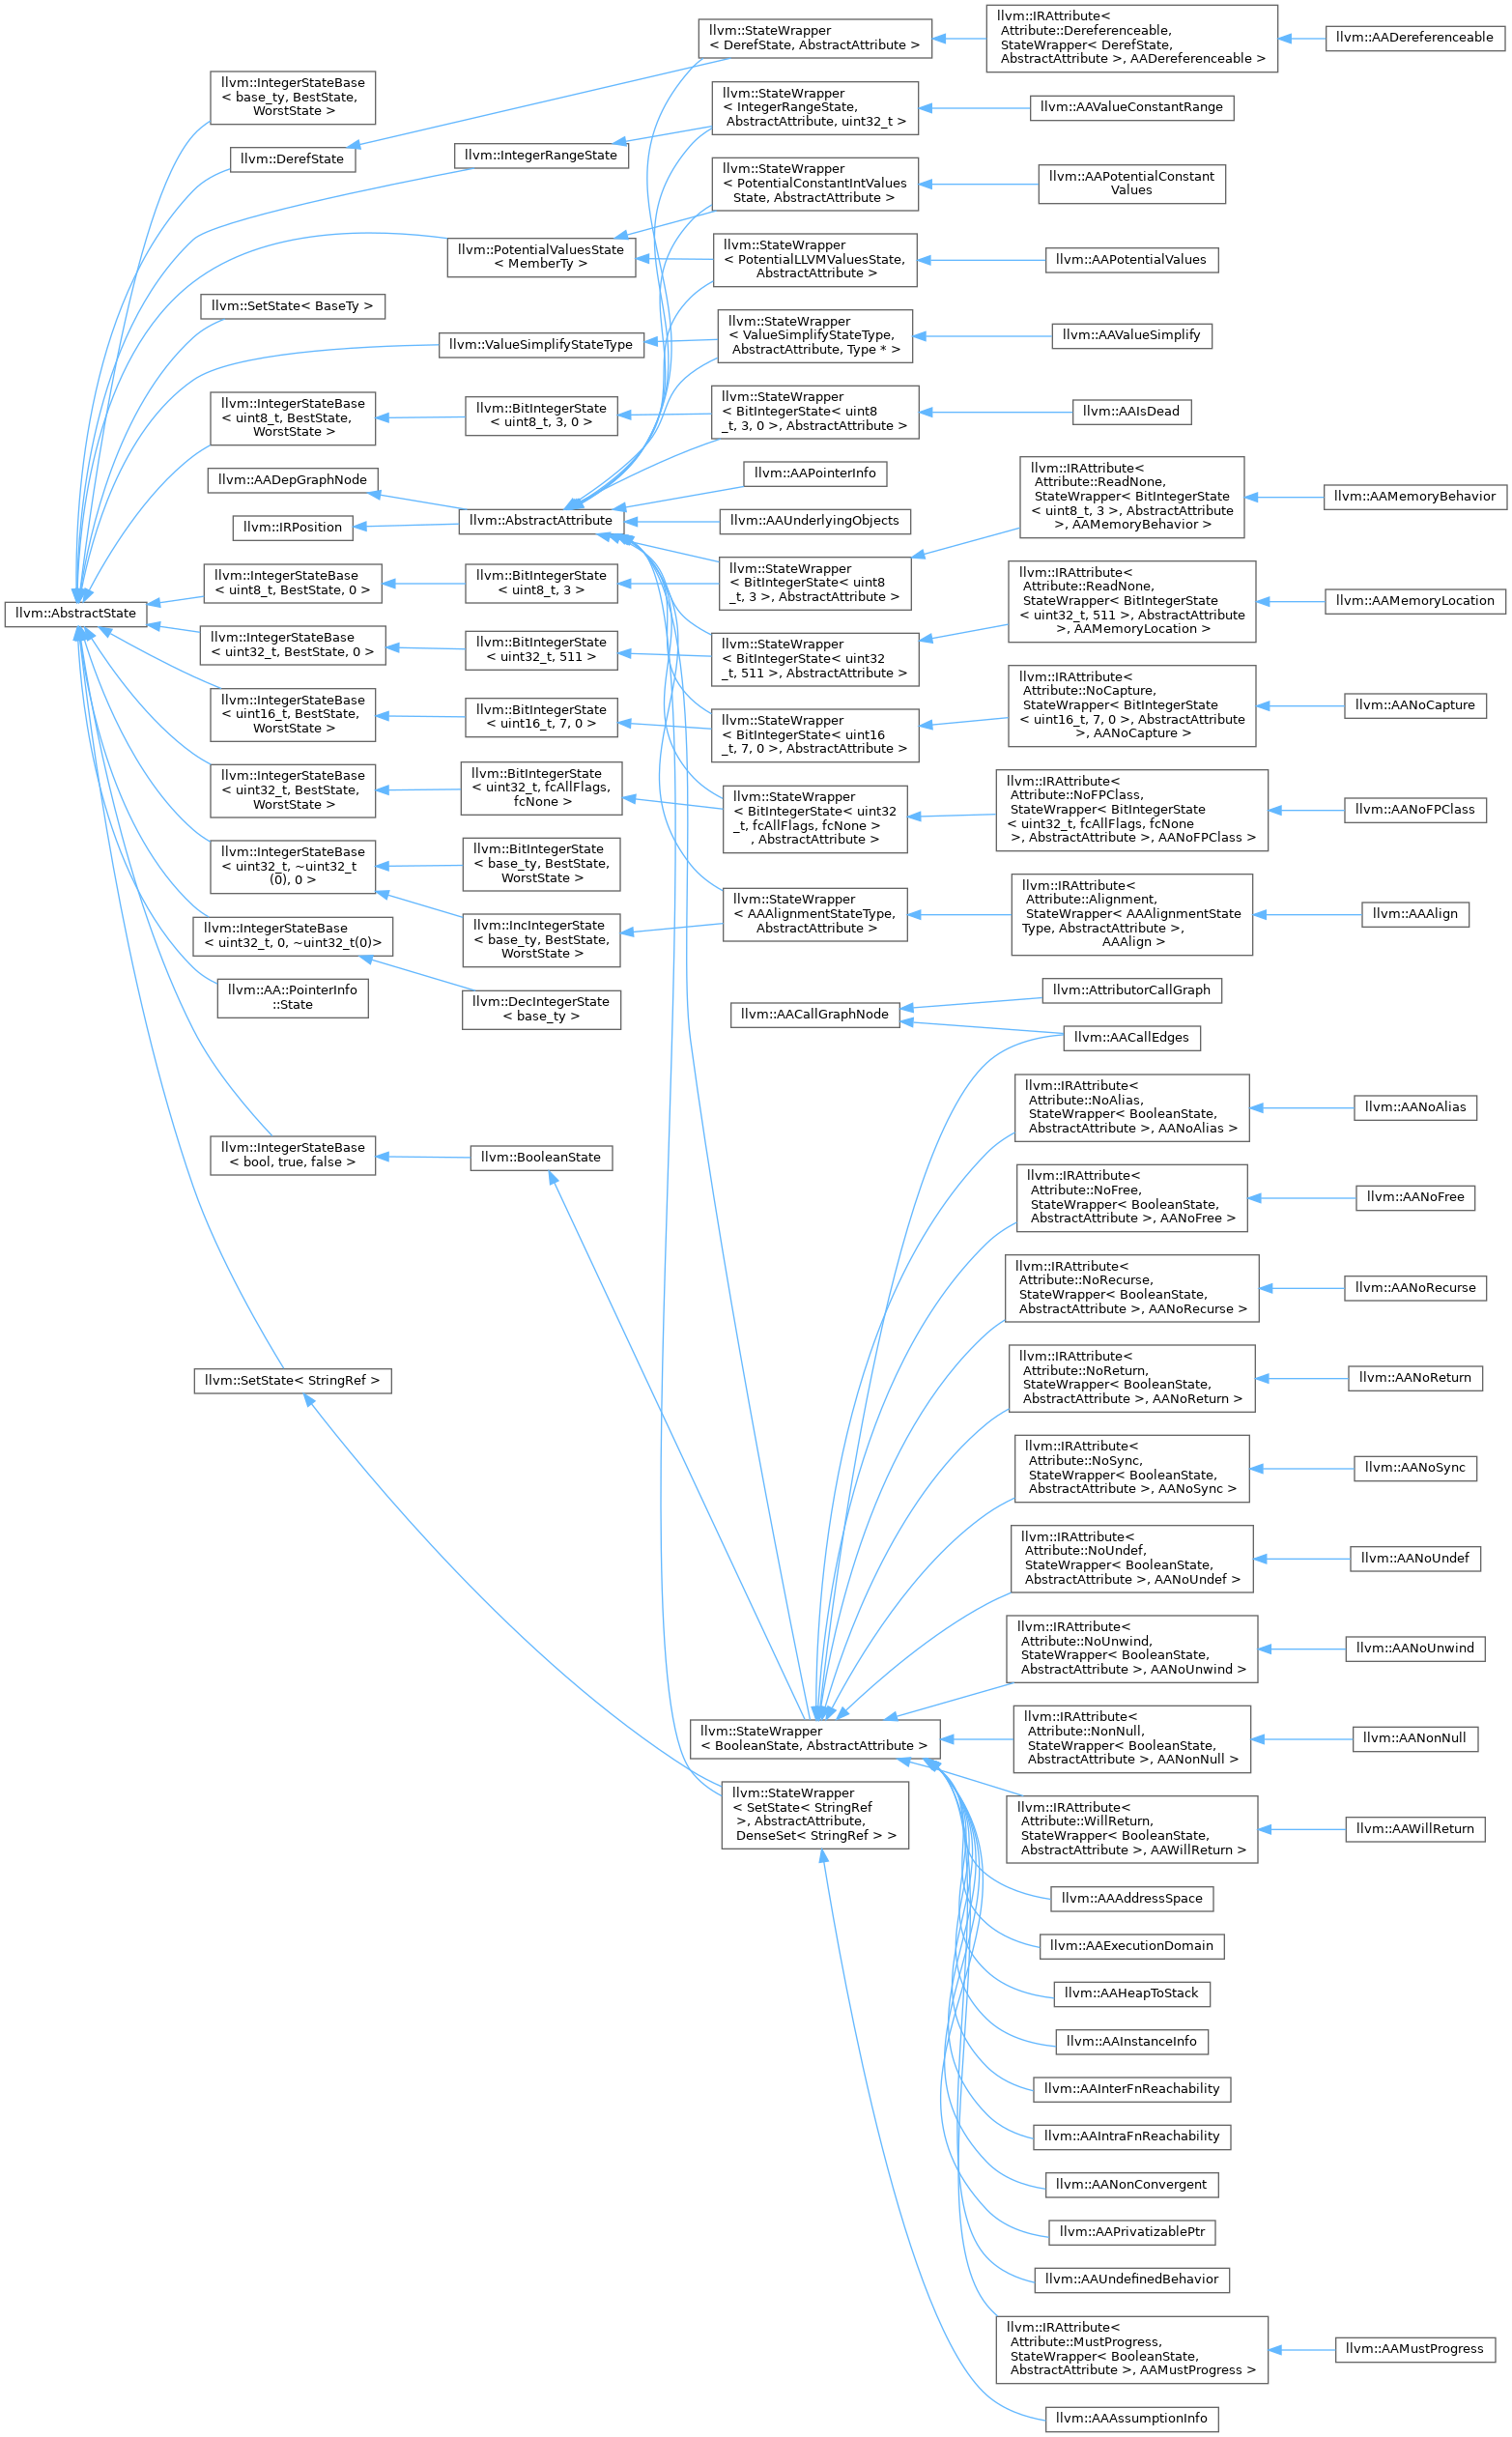 llvm::AbstractState
llvm::IntegerStateBase
< base_ty, BestState,
WorstState >
llvm::DerefState
llvm::SetState< BaseTy >
llvm::IntegerStateBase
< uint8_t, BestState,
WorstState >
llvm::AADepGraphNode
llvm::IRPosition
llvm::IntegerStateBase
< uint8_t, BestState, 0 >
llvm::IntegerStateBase
< uint32_t, BestState, 0 >
llvm::IntegerStateBase
< uint16_t, BestState,
WorstState >
llvm::IntegerStateBase
< uint32_t, BestState,
WorstState >
llvm::IntegerStateBase
< uint32_t, ~uint32_t
(0), 0 >
llvm::IntegerStateBase
< uint32_t, 0, ~uint32_t(0)>
llvm::AA::PointerInfo
::State
llvm::IntegerStateBase
< bool, true, false >
llvm::SetState< StringRef >
llvm::IntegerRangeState
llvm::PotentialValuesState
< MemberTy >
llvm::ValueSimplifyStateType
llvm::BitIntegerState
< uint8_t, 3, 0 >
llvm::AbstractAttribute
llvm::BitIntegerState
< uint8_t, 3 >
llvm::BitIntegerState
< uint32_t, 511 >
llvm::BitIntegerState
< uint16_t, 7, 0 >
llvm::BitIntegerState
< uint32_t, fcAllFlags,
fcNone >
llvm::BitIntegerState
< base_ty, BestState,
WorstState >
llvm::IncIntegerState
< base_ty, BestState,
WorstState >
llvm::DecIntegerState
< base_ty >
llvm::BooleanState
llvm::StateWrapper
< DerefState, AbstractAttribute >
llvm::StateWrapper
< IntegerRangeState,
AbstractAttribute, uint32_t >
llvm::StateWrapper
< PotentialConstantIntValues
State, AbstractAttribute >
llvm::StateWrapper
< PotentialLLVMValuesState,
AbstractAttribute >
llvm::StateWrapper
< ValueSimplifyStateType,
AbstractAttribute, Type * >
llvm::StateWrapper
< BitIntegerState< uint8
_t, 3, 0 >, AbstractAttribute >
llvm::AAPointerInfo
llvm::AAUnderlyingObjects
llvm::StateWrapper
< BitIntegerState< uint8
_t, 3 >, AbstractAttribute >
llvm::StateWrapper
< BitIntegerState< uint32
_t, 511 >, AbstractAttribute >
llvm::StateWrapper
< BitIntegerState< uint16
_t, 7, 0 >, AbstractAttribute >
llvm::StateWrapper
< BitIntegerState< uint32
_t, fcAllFlags, fcNone >
, AbstractAttribute >
llvm::StateWrapper
< AAAlignmentStateType,
AbstractAttribute >
llvm::AACallGraphNode
llvm::StateWrapper
< BooleanState, AbstractAttribute >
llvm::StateWrapper
< SetState< StringRef
>, AbstractAttribute,
DenseSet< StringRef > >
llvm::IRAttribute<
Attribute::Dereferenceable,
StateWrapper< DerefState,
AbstractAttribute >, AADereferenceable >
llvm::AAValueConstantRange
llvm::AAPotentialConstant
Values
llvm::AAPotentialValues
llvm::AAValueSimplify
llvm::AAIsDead
llvm::IRAttribute<
Attribute::ReadNone,
StateWrapper< BitIntegerState
< uint8_t, 3 >, AbstractAttribute
>, AAMemoryBehavior >
llvm::IRAttribute<
Attribute::ReadNone,
StateWrapper< BitIntegerState
< uint32_t, 511 >, AbstractAttribute
>, AAMemoryLocation >
llvm::IRAttribute<
Attribute::NoCapture,
StateWrapper< BitIntegerState
< uint16_t, 7, 0 >, AbstractAttribute
>, AANoCapture >
llvm::IRAttribute<
Attribute::NoFPClass,
StateWrapper< BitIntegerState
< uint32_t, fcAllFlags, fcNone
>, AbstractAttribute >, AANoFPClass >
llvm::IRAttribute<
Attribute::Alignment,
StateWrapper< AAAlignmentState
Type, AbstractAttribute >,
AAAlign >
llvm::AttributorCallGraph
llvm::AACallEdges
llvm::IRAttribute<
Attribute::NoAlias,
StateWrapper< BooleanState,
AbstractAttribute >, AANoAlias >
llvm::IRAttribute<
Attribute::NoFree,
StateWrapper< BooleanState,
AbstractAttribute >, AANoFree >
llvm::IRAttribute<
Attribute::NoRecurse,
StateWrapper< BooleanState,
AbstractAttribute >, AANoRecurse >
llvm::IRAttribute<
Attribute::NoReturn,
StateWrapper< BooleanState,
AbstractAttribute >, AANoReturn >
llvm::IRAttribute<
Attribute::NoSync,
StateWrapper< BooleanState,
AbstractAttribute >, AANoSync >
llvm::IRAttribute<
Attribute::NoUndef,
StateWrapper< BooleanState,
AbstractAttribute >, AANoUndef >
llvm::IRAttribute<
Attribute::NoUnwind,
StateWrapper< BooleanState,
AbstractAttribute >, AANoUnwind >
llvm::IRAttribute<
Attribute::NonNull,
StateWrapper< BooleanState,
AbstractAttribute >, AANonNull >
llvm::IRAttribute<
Attribute::WillReturn,
StateWrapper< BooleanState,
AbstractAttribute >, AAWillReturn >
llvm::AAAddressSpace
llvm::AAExecutionDomain
llvm::AAHeapToStack
llvm::AAInstanceInfo
llvm::AAInterFnReachability
llvm::AAIntraFnReachability
llvm::AANonConvergent
llvm::AAPrivatizablePtr
llvm::AAUndefinedBehavior
llvm::IRAttribute<
Attribute::MustProgress,
StateWrapper< BooleanState,
AbstractAttribute >, AAMustProgress >
llvm::AAAssumptionInfo
llvm::AADereferenceable
llvm::AAMemoryBehavior
llvm::AAMemoryLocation
llvm::AANoCapture
llvm::AANoFPClass
llvm::AAAlign
llvm::AANoAlias
llvm::AANoFree
llvm::AANoRecurse
llvm::AANoReturn
llvm::AANoSync
llvm::AANoUndef
llvm::AANoUnwind
llvm::AANonNull
llvm::AAWillReturn
llvm::AAMustProgress